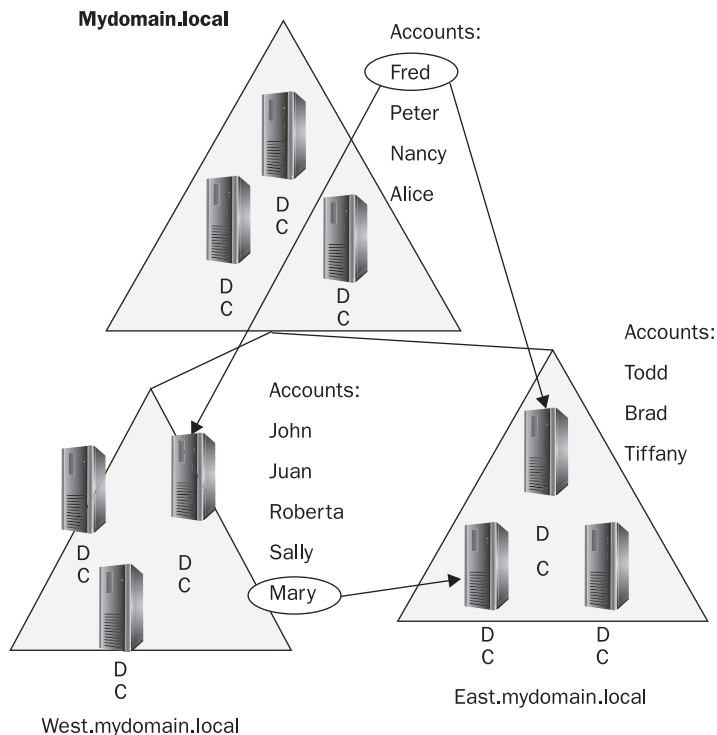 Mydomain.local
Accounts:
Fred
Peter
Nancy
Alice
D
C
D
C
D
C
Accounts:
John
Juan
Roberta
Sally
Mary
D
C
D
C
D
C
West.mydomain.local
Accounts:
Todd
Brad
Tiffany
D
C
D
C
D
C
East.mydomain.local